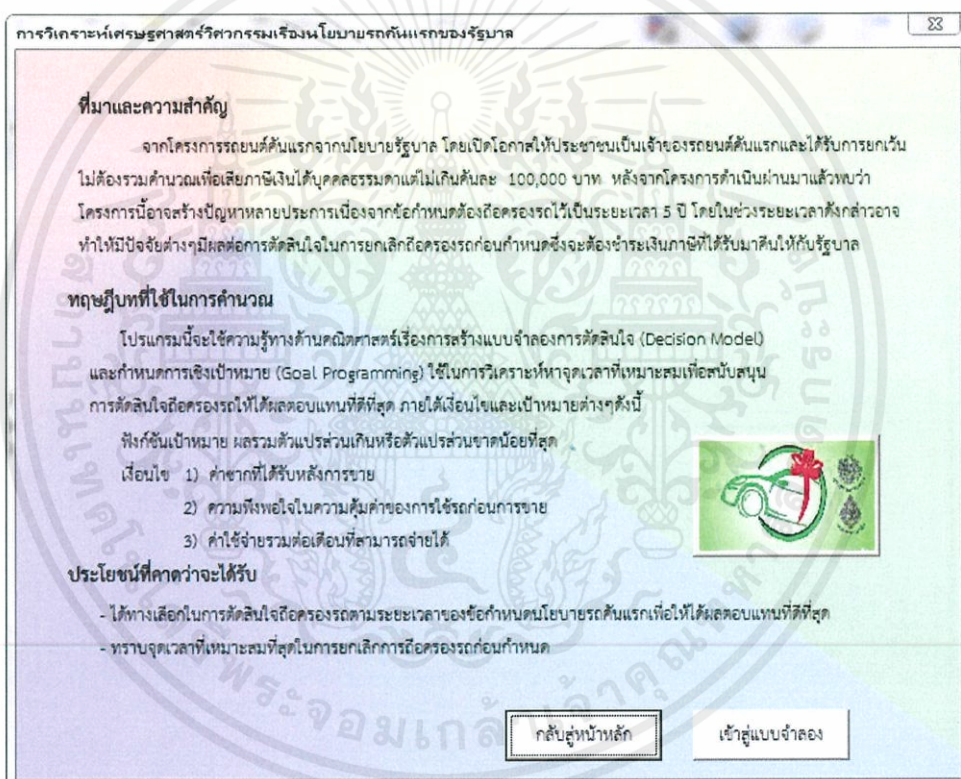 การวิเคราะห์เศรษฐศาสตร์วิศวกรรมเรื่องนโยบายรถคันแรกของรัฐบาล
ที่มาและความสำคัญ
จากโครงการรถยนต์คันแรกจากนโยบายรัฐบาล โดยเปิดโอกาสให้ประชาชนเป็นเจ้าของรถยนต์คันแรกและได้รับการยกเว้น
ไม่ต้องรวมคำนวณเพื่อเสียภาษีเงินได้บุคคลธรรมดาแต่ไม่เกินคันละ 100,000 บาท หลังจากโครงการดำเนินผ่านมาแล้วพบว่า
โครงการนี้อาจสร้างปัญหาหลายประการเนื่องจากข้อกำหนดต้องถือครองรถไว้เป็นระยะเวลา 5 ปี โดยในช่วงระยะเวลาดังกล่าวอาจ
ทำให้มีปัจจัยต่างๆมีผลต่อการตัดสินใจในการยกเลิกถือครองรถก่อนกำหนดซึ่งจะต้องชำระเงินภาษีที่ได้รับมาคืนให้กับรัฐบาล
ทฤษฎีบทที่ใช้ในการคำนวณ
โปรแกรมนี้จะใช้ความรู้ทางด้านคณิตศาสตร์เรื่องการสร้างแบบจำลองการตัดสินใจ (Decision Model)
และกำหนดการเชิงเป้าหมาย (Goal Programming) ใช้ในการวิเคราะห์หาจุดเวลาที่เหมาะสมเพื่อสนับสนุน
การตัดสินใจถือครองรถให้ได้ผลตอบแทนที่ดีที่สุด ภายใต้เงื่อนไขและเป้าหมายต่างๆดังนี้
ฟังก์ชันเป้าหมาย ผลรวมตัวแปรส่วนเกินหรือตัวแปรส่วนขาดน้อยที่สุด
เงื่อนไข 1) ค่าซากที่ได้รับหลังการขาย
2) ความพึงพอใจในความคุ้มค่าของการใช้รถก่อนการขาย
3) ค่าใช้จ่ายรวมต่อเดือนที่สามารถจ่ายได้
ประโยชน์ที่คาดว่าจะได้รับ
- ได้ทางเลือกในการตัดสินใจถือครองรถตามระยะเวลาของข้อกำหนดนโยบายรถคันแรกเพื่อให้ได้ผลตอบแทนที่ดีที่สุด
- ทราบจุดเวลาที่เหมาะสมที่สุดในการยกเลิกการถือครองรถก่อนกำหนด
กลับสู่หน้าหลัก เข้าสู่แบบจำลอง
สถาบันเทคโนโลยีพระจอมเกล้าเจ้าคุณทหารลาดกระบัง